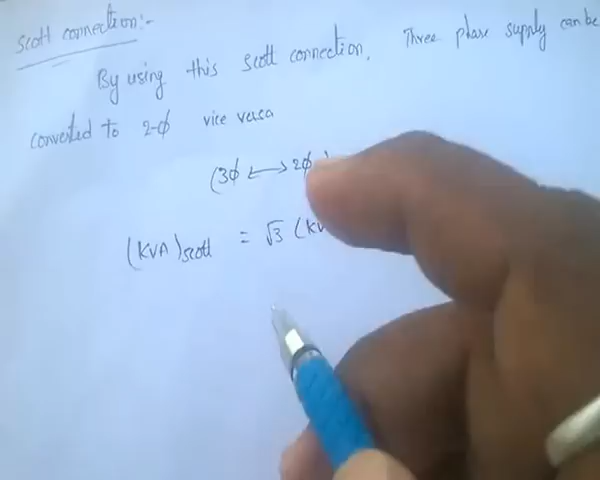 Scott connection:-
By using this scott connection, Three phase supply can be
converted to 2-ϕ vice versa
(3ϕ ⟷ 2ϕ
(KVA)scott = √3 (KV